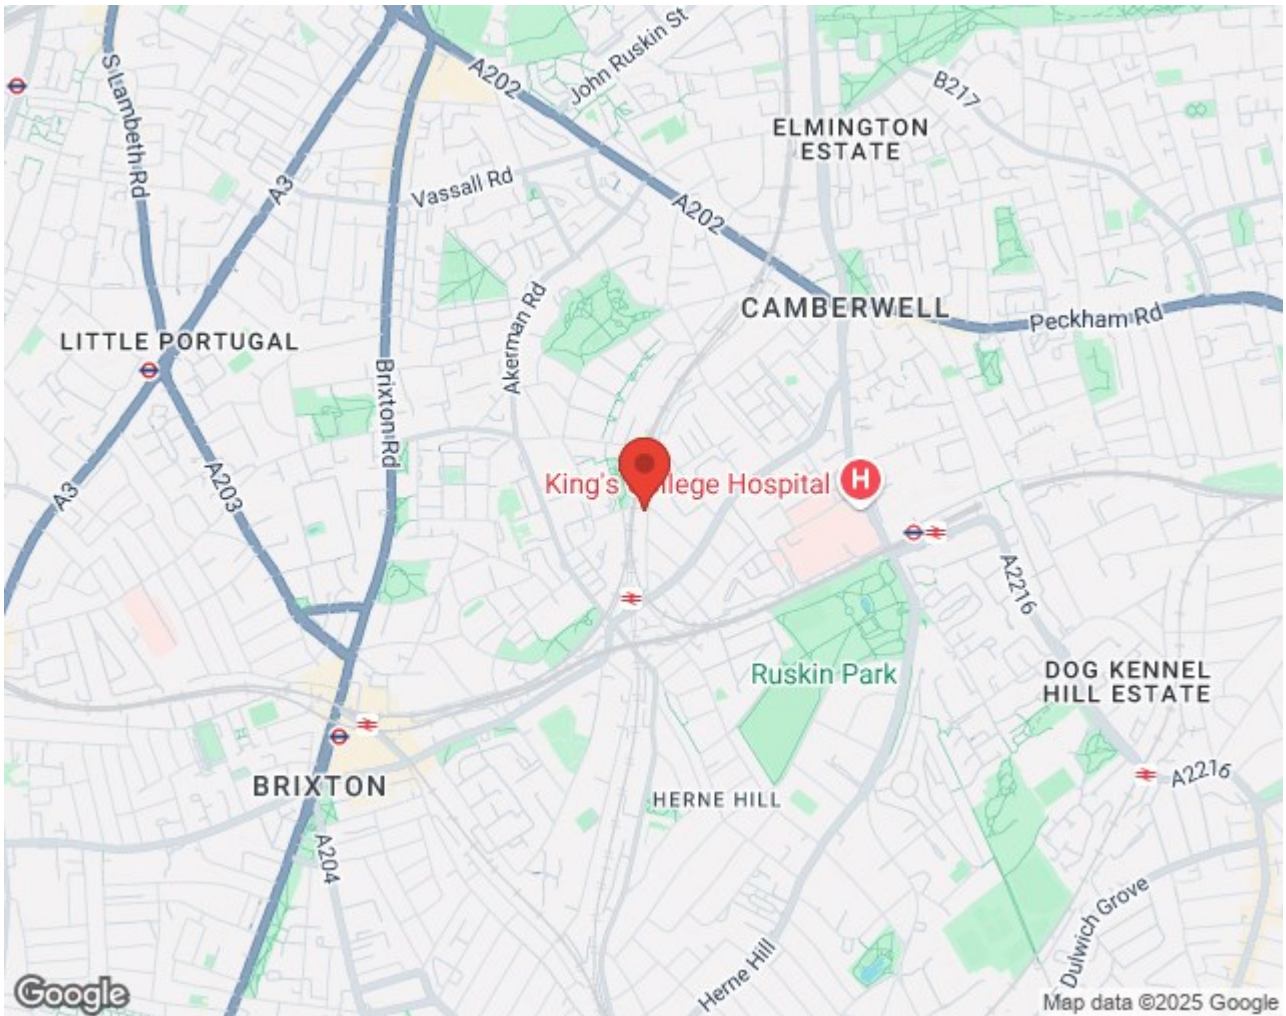 John Ruskin St
A202
S Lambeth Rd
B217
ELMINGTON
ESTATE
A3
Vassall Rd
A202
CAMBERWELL
Peckham Rd
Akerman Rd
LITTLE PORTUGAL
Brixton Rd
A203
A3
King's College Hospital
H
A2216
Ruskin Park
DOG KENNEL
HILL ESTATE
A2216
BRIXTON
HERNE HILL
A204
Dulwich Grove
Herne Hill
Google
Map data ©2025 Google